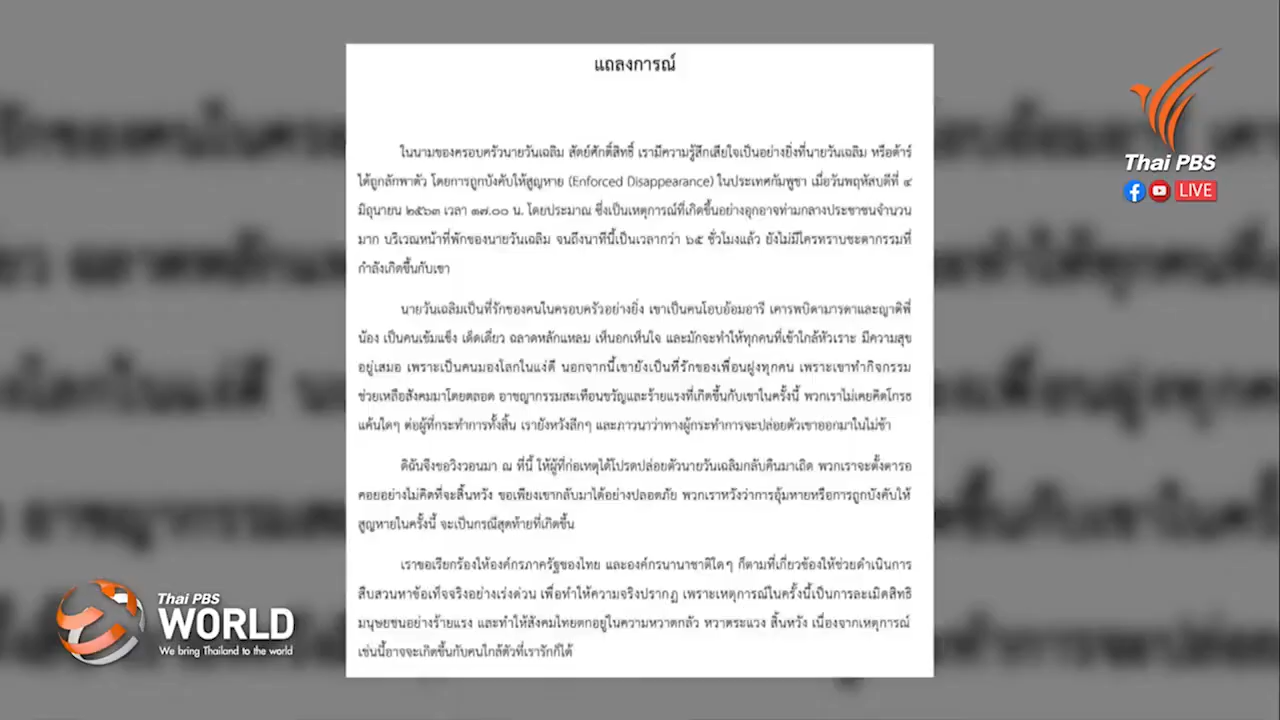 แถลงการณ์
ในนามของครอบครัวนายวันเฉลิม สัตย์ศักดิ์สิทธิ์ เรามีความรู้สึกเสียใจเป็นอย่างยิ่งที่นายวันเฉลิม หรือต้าร์
ได้ถูกลักพาตัว โดยการถูกบังคับให้สูญหาย (Enforced Disappearance) ในประเทศกัมพูชา เมื่อวันพฤหัสบดีที่ ๔
มิถุนายน ๒๕๖๓ เวลา ๑๗.๐๐ น. โดยประมาณ ซึ่งเป็นเหตุการณ์ที่เกิดขึ้นอย่างอุกอาจท่ามกลางประชาชนจำนวน
มาก บริเวณหน้าที่พักของนายวันเฉลิม จนถึงนาทีนี้เป็นเวลากว่า ๖๕ ชั่วโมงแล้ว ยังไม่มีใครทราบชะตากรรมที่
กำลังเกิดขึ้นกับเขา
นายวันเฉลิมเป็นที่รักของคนในครอบครัวอย่างยิ่ง เขาเป็นคนโอบอ้อมอารี เคารพบิดามารดาและญาติพี่
น้อง เป็นคนเข้มแข็ง เด็ดเดี่ยว ฉลาดหลักแหลม เห็นอกเห็นใจ และมักจะทำให้ทุกคนที่เข้าใกล้หัวเราะ มีความสุข
อยู่เสมอ เพราะเป็นคนมองโลกในแง่ดี นอกจากนี้เขายังเป็นที่รักของเพื่อนฝูงทุกคน เพราะเขาทำกิจกรรม
ช่วยเหลือสังคมมาโดยตลอด อาชญากรรมสะเทือนขวัญและร้ายแรงที่เกิดขึ้นกับเขาในครั้งนี้ พวกเราไม่เคยคิดโกรธ
แค้นใดๆ ต่อผู้ที่กระทำการทั้งสิ้น เรายังหวังลึกๆ และภาวนาว่าทางผู้กระทำการจะปล่อยตัวเขาออกมาในไม่ช้า
ดิฉันจึงขอวิงวอนมา ณ ที่นี้ ให้ผู้ที่ก่อเหตุได้โปรดปล่อยตัวนายวันเฉลิมกลับคืนมาเถิด พวกเราจะตั้งตารอ
คอยอย่างไม่คิดที่จะสิ้นหวัง ขอเพียงเขากลับมาได้อย่างปลอดภัย พวกเราหวังว่าการอุ้มหายหรือการถูกบังคับให้
สูญหายในครั้งนี้ จะเป็นกรณีสุดท้ายที่เกิดขึ้น
เราขอเรียกร้องให้องค์กรภาครัฐของไทย และองค์กรนานาชาติใดๆ ก็ตามที่เกี่ยวข้องให้ช่วยดำเนินการ
สืบสวนหาข้อเท็จจริงอย่างเร่งด่วน เพื่อทำให้ความจริงปรากฏ เพราะเหตุการณ์ในครั้งนี้เป็นการละเมิดสิทธิ
มนุษยชนอย่างร้ายแรง และทำให้สังคมไทยตกอยู่ในความหวาดกลัว หวาดระแวง สิ้นหวัง เนื่องจากเหตุการณ์
เช่นนี้อาจจะเกิดขึ้นกับคนใกล้ตัวที่เรารักก็ได้
Thai PBS
LIVE
Thai PBS
WORLD
We bring Thailand to the world